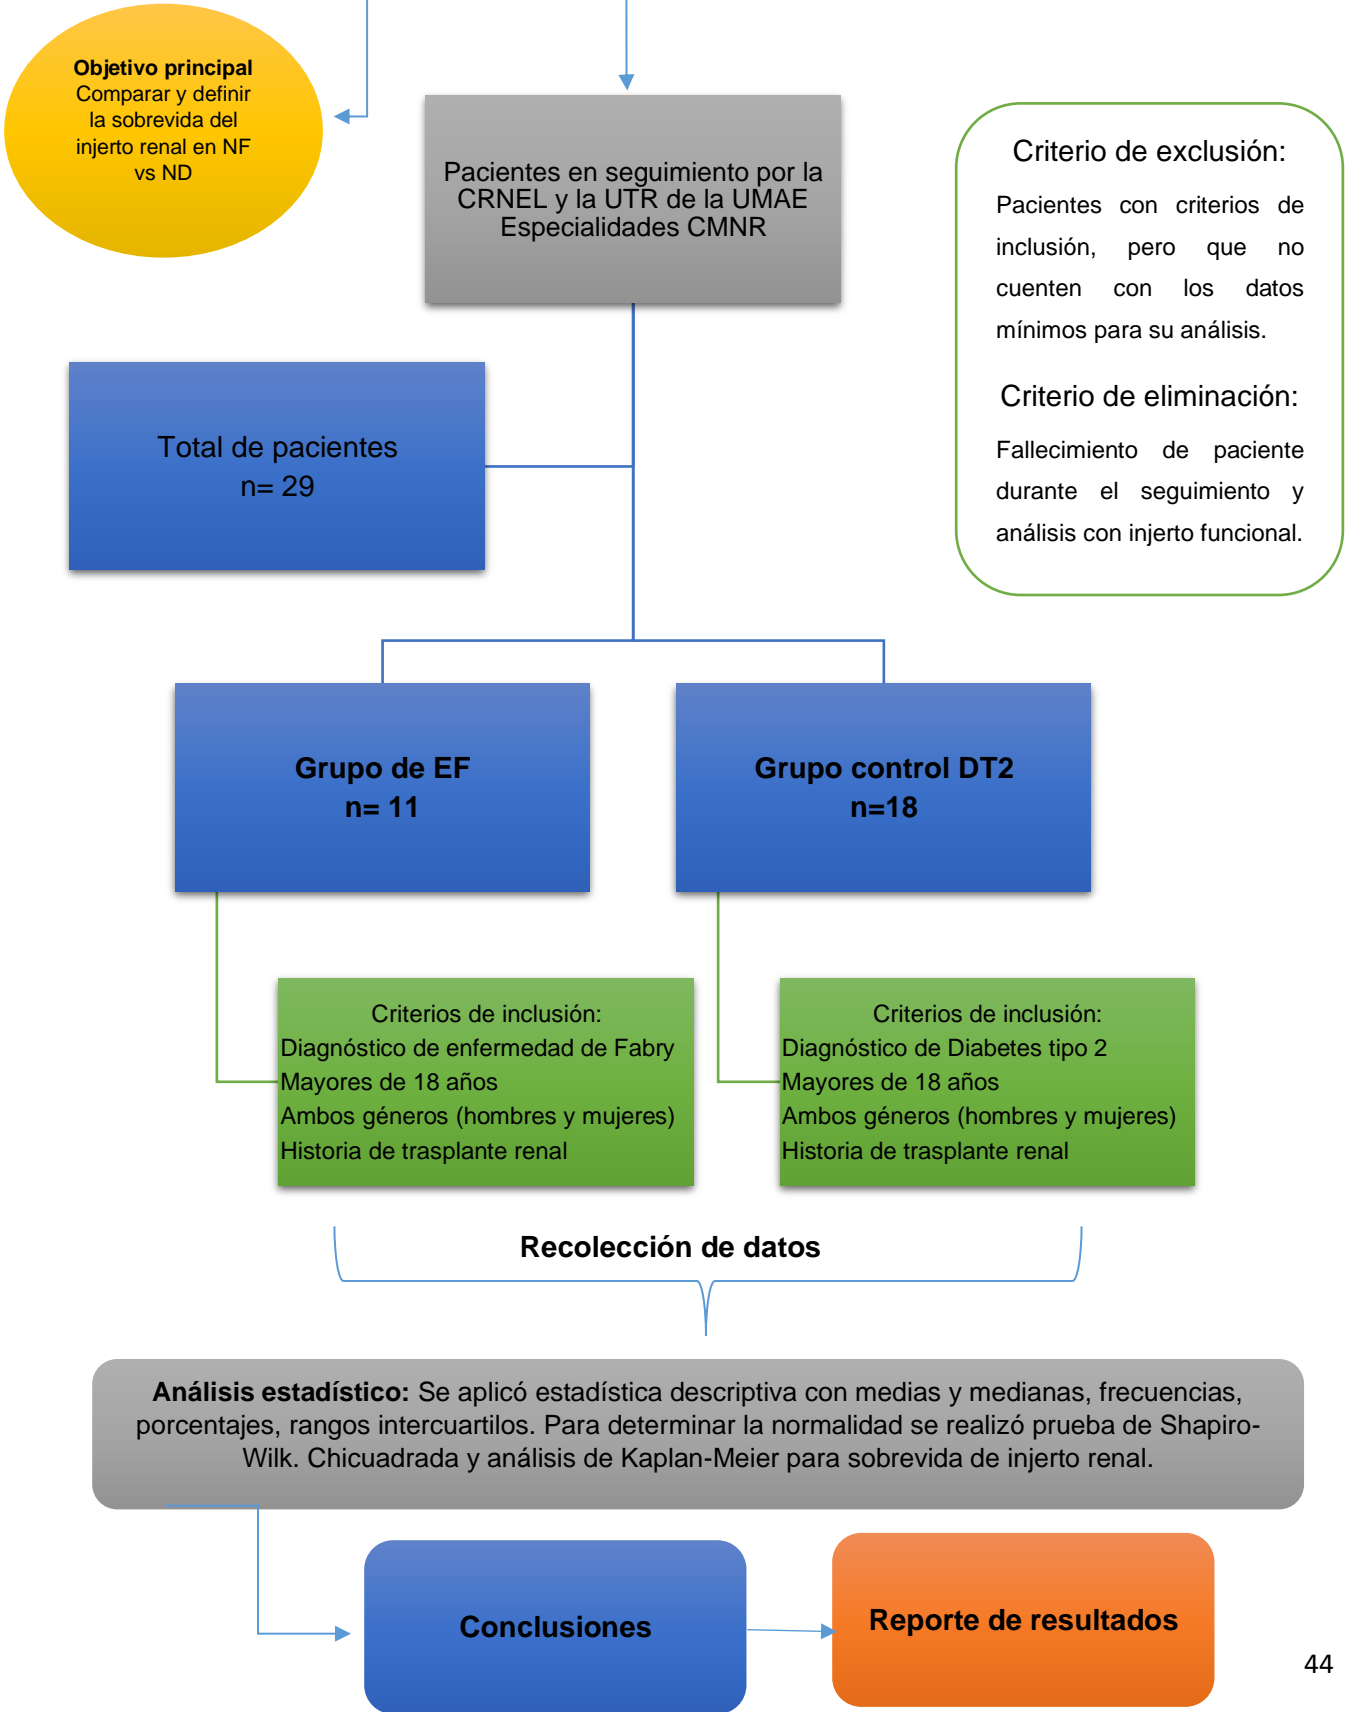 Objetivo principal
Comparar y definir
la sobrevida del
injerto renal en NF
vs ND
Pacientes en seguimiento por la
CRNEL y la UTR de la UMAE
Especialidades CMNR
Criterio de exclusión:
Pacientes con criterios de
inclusión, pero que no
cuenten con los datos
mínimos para su análisis.
Criterio de eliminación:
Fallecimiento de paciente
durante el seguimiento y
análisis con injerto funcional.
Total de pacientes
n= 29
Grupo de EF
n= 11
Grupo control DT2
n=18
Criterios de inclusión:
Diagnóstico de enfermedad de Fabry
Mayores de 18 años
Ambos géneros (hombres y mujeres)
Historia de trasplante renal
Criterios de inclusión:
Diagnóstico de Diabetes tipo 2
Mayores de 18 años
Ambos géneros (hombres y mujeres)
Historia de trasplante renal
Recolección de datos
Análisis estadístico: Se aplicó estadística descriptiva con medias y medianas, frecuencias,
porcentajes, rangos intercuartilos. Para determinar la normalidad se realizó prueba de Shapiro-
Wilk. Chicuadrada y análisis de Kaplan-Meier para sobrevida de injerto renal.
Conclusiones
Reporte de resultados
44